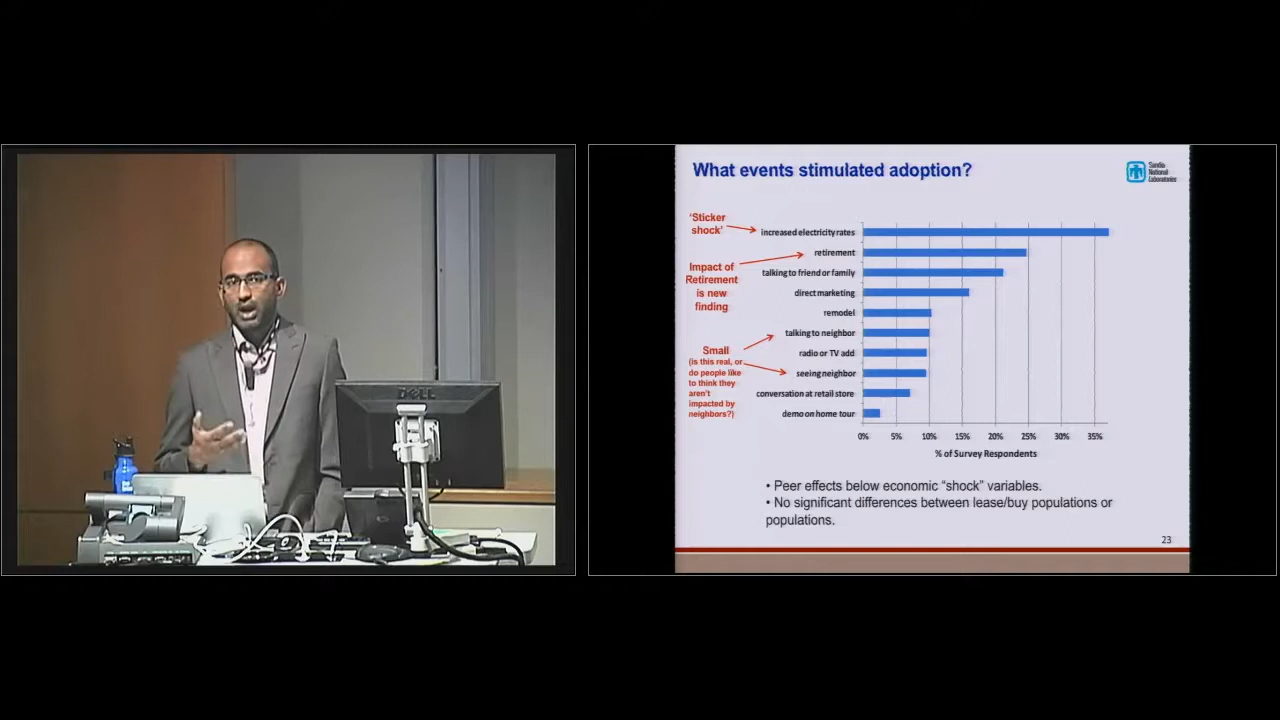 DELL
What events stimulated adoption?
Sandia
National
Laboratories
'Sticker
shock'
Impact of
Retirement
is new
finding
Small
(is this real, or
do people like
to think they
aren't
impacted by
neighbors?)
increased electricity rates
retirement
talking to friend or family
direct marketing
remodel
talking to neighbor
radio or TV add
seeing neighbor
conversation at retail store
demo on home tour
0% 5% 10% 15% 20% 25% 30% 35%
% of Survey Respondents
• Peer effects below economic “shock” variables.
• No significant differences between lease/buy populations or
populations.
23